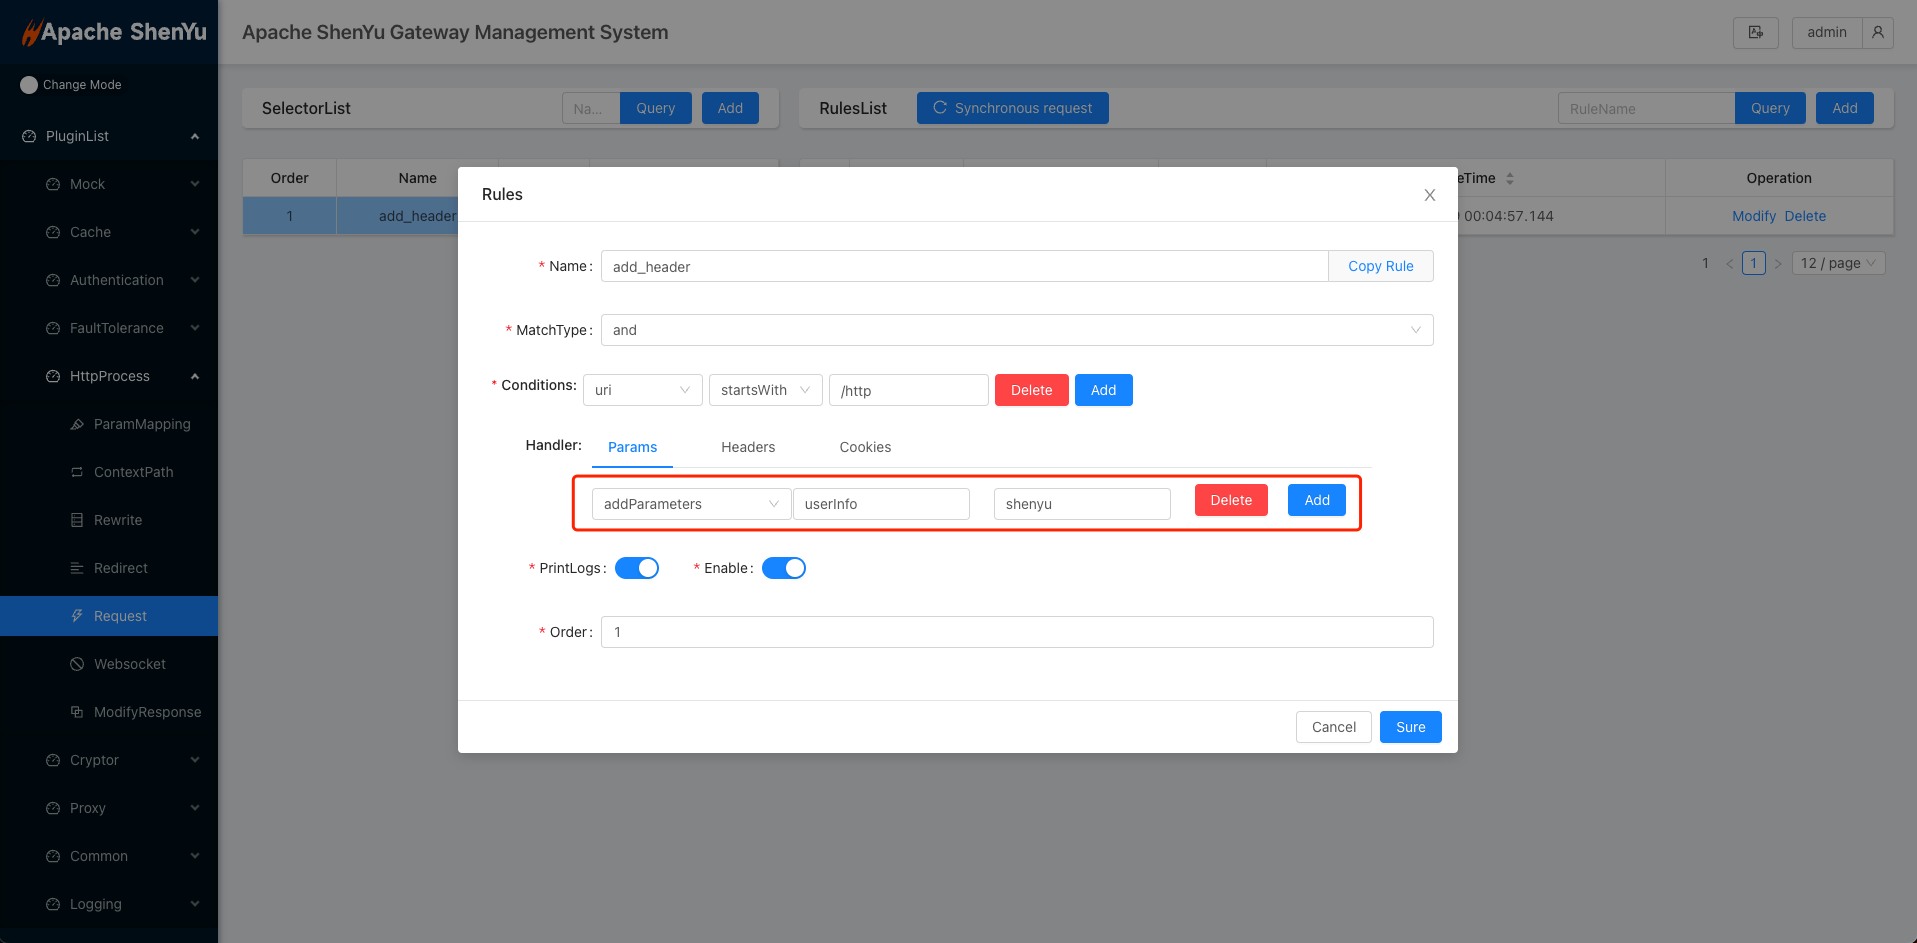 Apache ShenYu
Apache ShenYu Gateway Management System
admin
Change Mode
PluginList
Mock
Cache
Authentication
FaultTolerance
HttpProcess
ParamMapping
ContextPath
Rewrite
Redirect
Request
Websocket
ModifyResponse
Cryptor
Proxy
Common
Logging
SelectorList
Na...
Query
Add
RulesList
Synchronous request
RuleName
Query
Add
Order Name
1 add_header
eTime Operation
00:04:57.144 Modify Delete
1 < 1 > 12 / page
Rules
* Name: add_header Copy Rule
* MatchType: and
* Conditions: uri startsWith /http Delete Add
Handler: Params Headers Cookies
addParameters userInfo shenyu Delete Add
* PrintLogs: * Enable:
* Order: 1
Cancel Sure